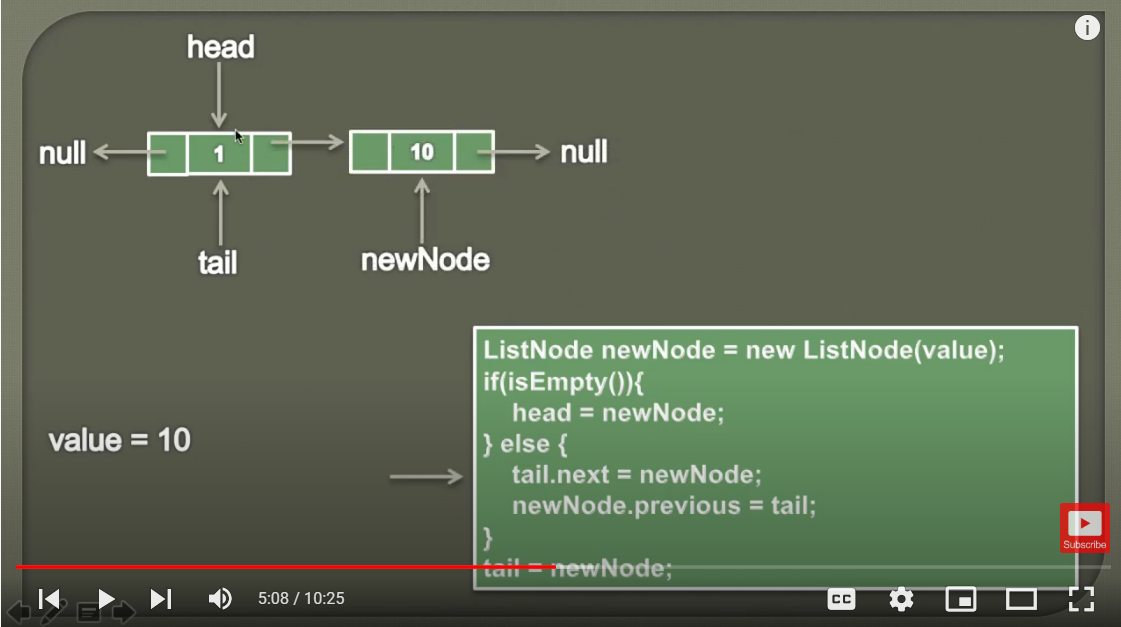 head
null
1
10
null
tail
newNode
ListNode newNode = new ListNode(value);
if(isEmpty()){
head = newNode;
} else {
tail.next = newNode;
newNode.previous = tail;
}
tail = newNode;
value = 10
Subscribe
5:08 / 10:25
CC
i